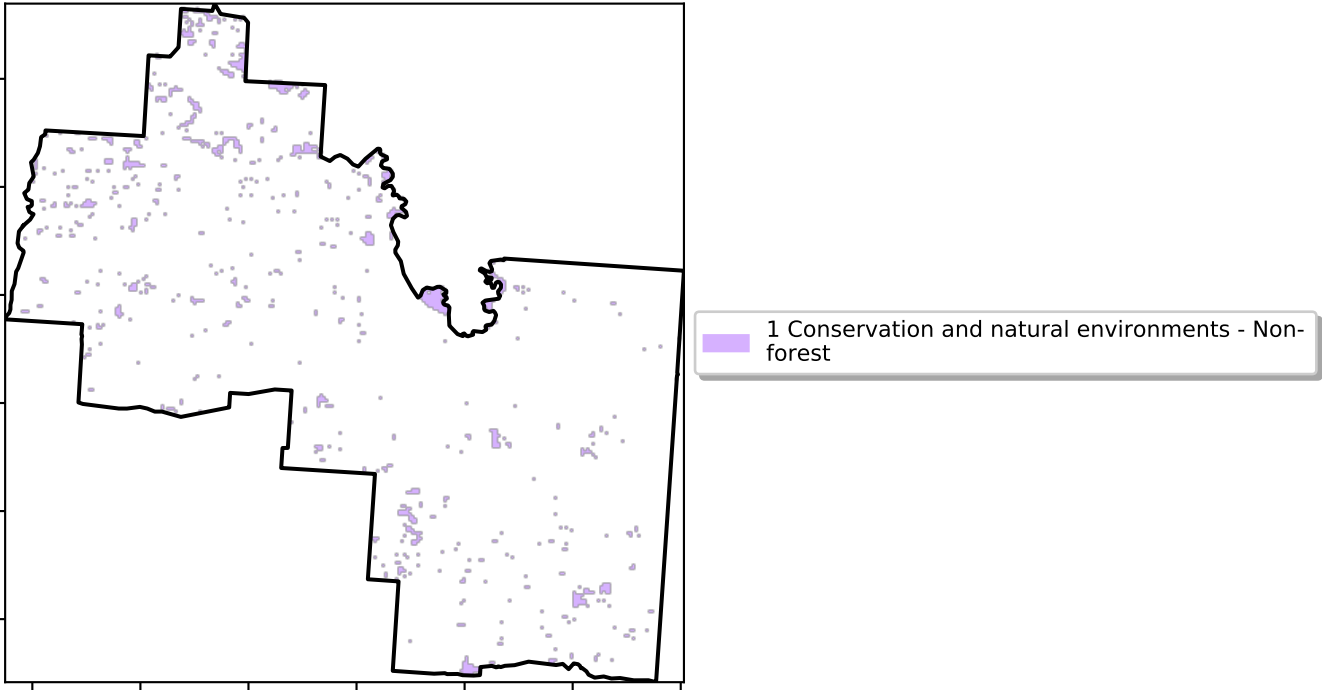 1 Conservation and natural environments - Non-
forest